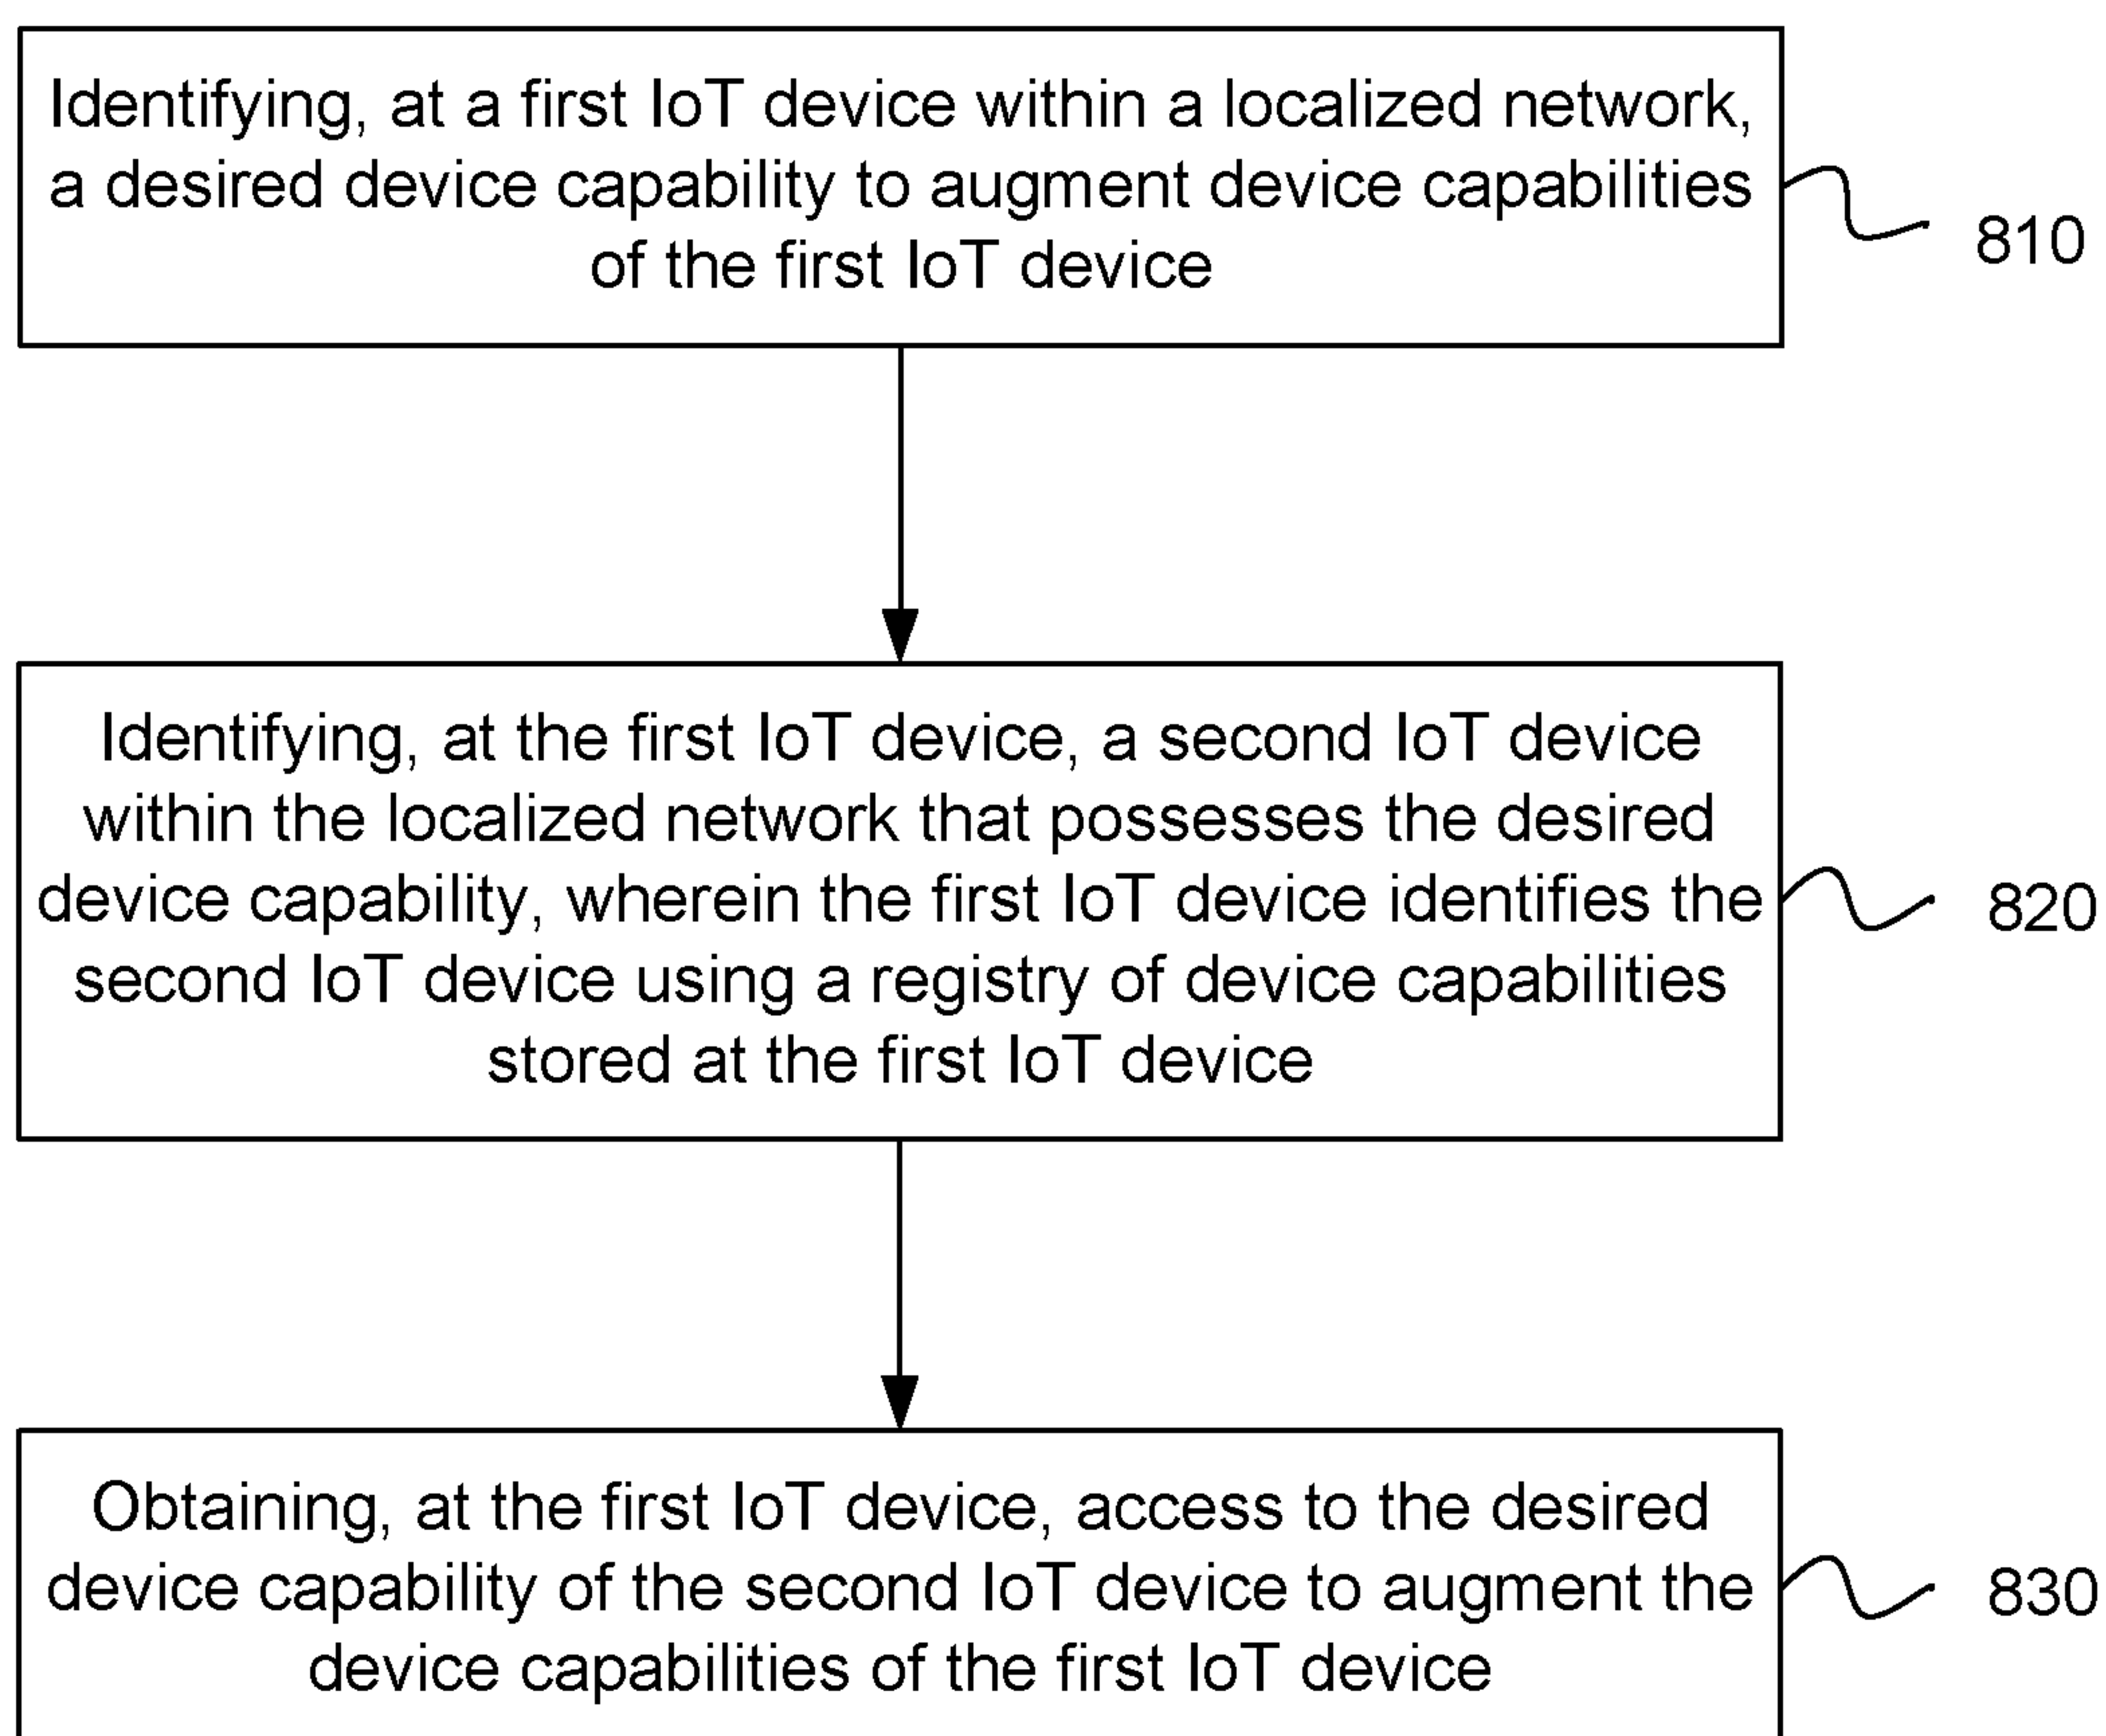 Identifying, at a first IoT device within a localized network,
a desired device capability to augment device capabilities
of the first IoT device
810
Identifying, at the first IoT device, a second IoT device
within the localized network that possesses the desired
device capability, wherein the first IoT device identifies the
second IoT device using a registry of device capabilities
stored at the first IoT device
820
Obtaining, at the first IoT device, access to the desired
device capability of the second IoT device to augment the
device capabilities of the first IoT device
830